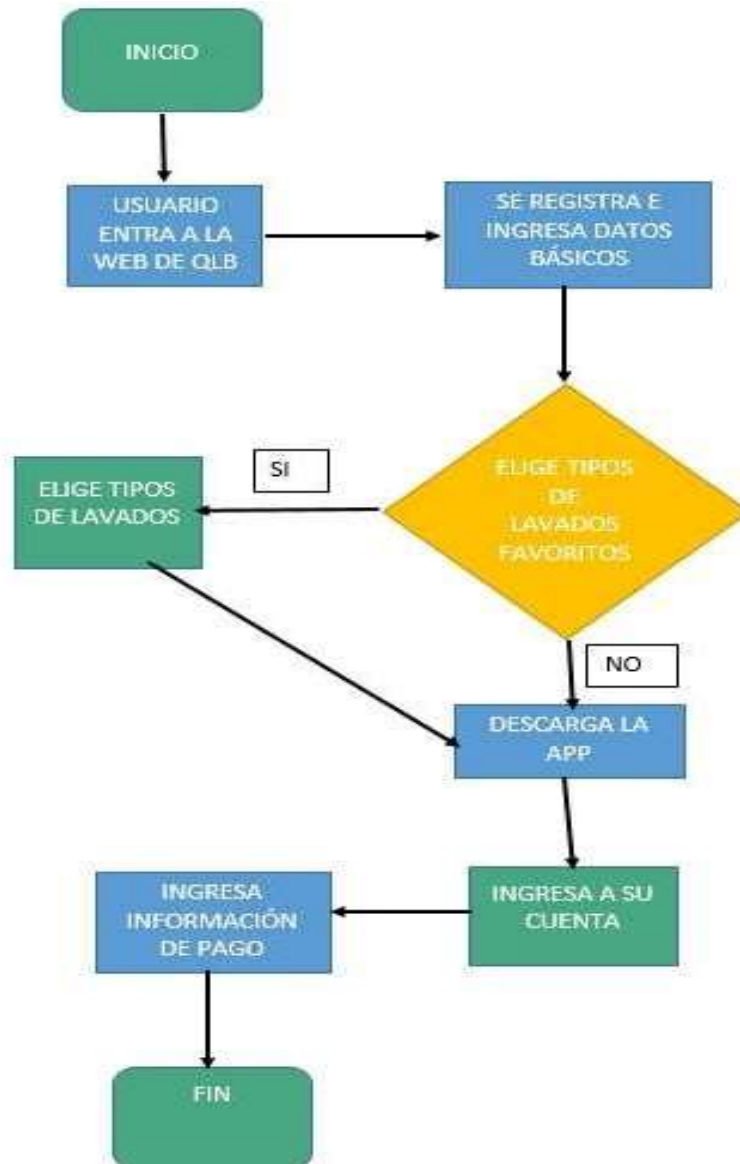 INICIO
USUARIO
ENTRA A LA
WEB DE QLB
SE REGISTRA E
INGRESA DATOS
BÁSICOS
ELIGE TIPOS
DE
LAVADOS
FAVORITOS
SI
ELIGE TIPOS
DE LAVADOS
NO
DESCARGA LA
APP
INGRESA A SU
CUENTA
INGRESA
INFORMACIÓN
DE PAGO
FIN